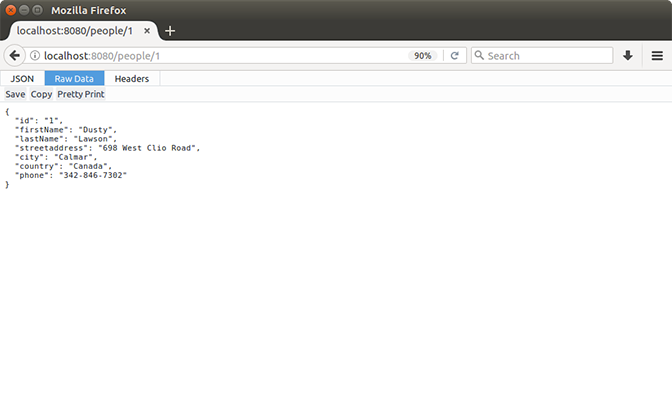 Mozilla Firefox
localhost:8080/people/1
localhost:8080/people/1 90% Search
JSON Raw Data Headers
Save Copy Pretty Print
{
  "id": "1",
  "firstName": "Dusty",
  "lastName": "Lawson",
  "streetaddress": "698 West Clio Road",
  "city": "Calmar",
  "country": "Canada",
  "phone": "342-846-7302"
}